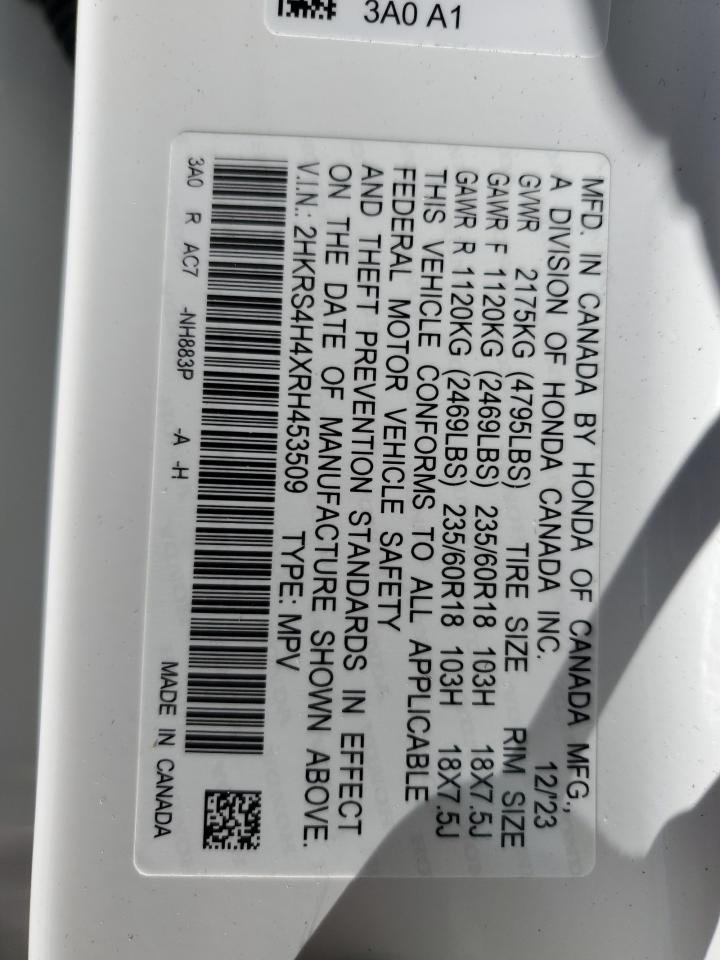 3A0 A1
MFD. IN CANADA BY HONDA OF CANADA MFG.,
A DIVISION OF HONDA CANADA INC. 12/'23
GVWR 2175KG (4795LBS) TIRE SIZE RIM SIZE
GAWR F 1120KG (2469LBS) 235/60R18 103H 18X7.5J
GAWR R 1120KG (2469LBS) 235/60R18 103H 18X7.5J
THIS VEHICLE CONFORMS TO ALL APPLICABLE
FEDERAL MOTOR VEHICLE SAFETY
AND THEFT PREVENTION STANDARDS IN EFFECT
ON THE DATE OF MANUFACTURE SHOWN ABOVE.
V.I.N.: 2HKRS4H4XRH453509 TYPE: MPV
3A0 R AC7 -NH883P -A -H MADE IN CANADA